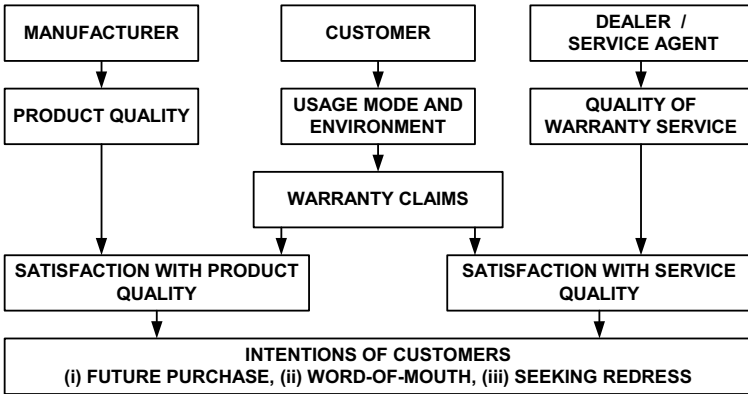 MANUFACTURER
CUSTOMER
DEALER /
SERVICE AGENT
PRODUCT QUALITY
USAGE MODE AND
ENVIRONMENT
QUALITY OF
WARRANTY SERVICE
WARRANTY CLAIMS
SATISFACTION WITH PRODUCT
QUALITY
SATISFACTION WITH SERVICE
QUALITY
INTENTIONS OF CUSTOMERS
(i) FUTURE PURCHASE, (ii) WORD-OF-MOUTH, (iii) SEEKING REDRESS